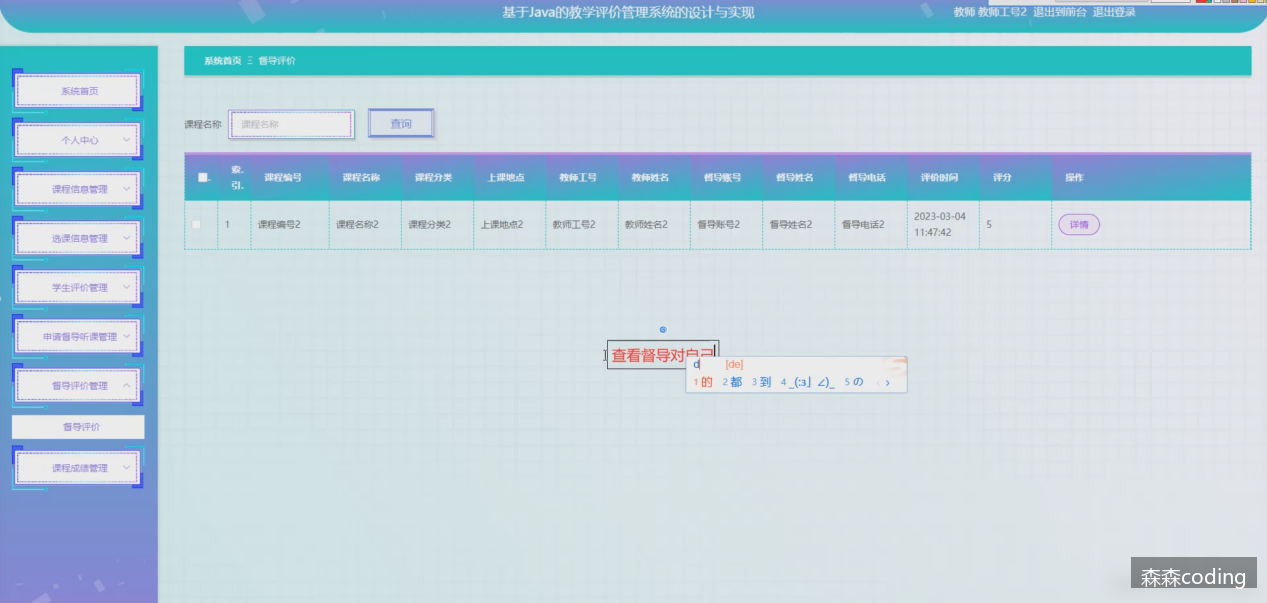 基于Java的教学评价管理系统的设计与实现
教师 教师工号2 退出到前台 退出登录
系统首页
个人中心
课程信息管理
选课信息管理
学生评价管理
申请督导听课管理
督导评价管理
督导评价
课程成绩管理
系统首页 Ξ 督导评价
课程名称 课程名称 查询
索.
引.
课程编号 课程名称 课程分类 上课地点 教师工号 教师姓名 督导账号 督导姓名 督导电话 评价时间 评分 操作
1 课程编号2 课程名称2 课程分类2 上课地点2 教师工号2 教师姓名2 督导账号2 督导姓名2 督导电话2 2023-03-04
11:47:42 5 详情
查看督导对自己
d [de]
1的 2都 3到 4_(:з」∠)_ 5の
森森coding